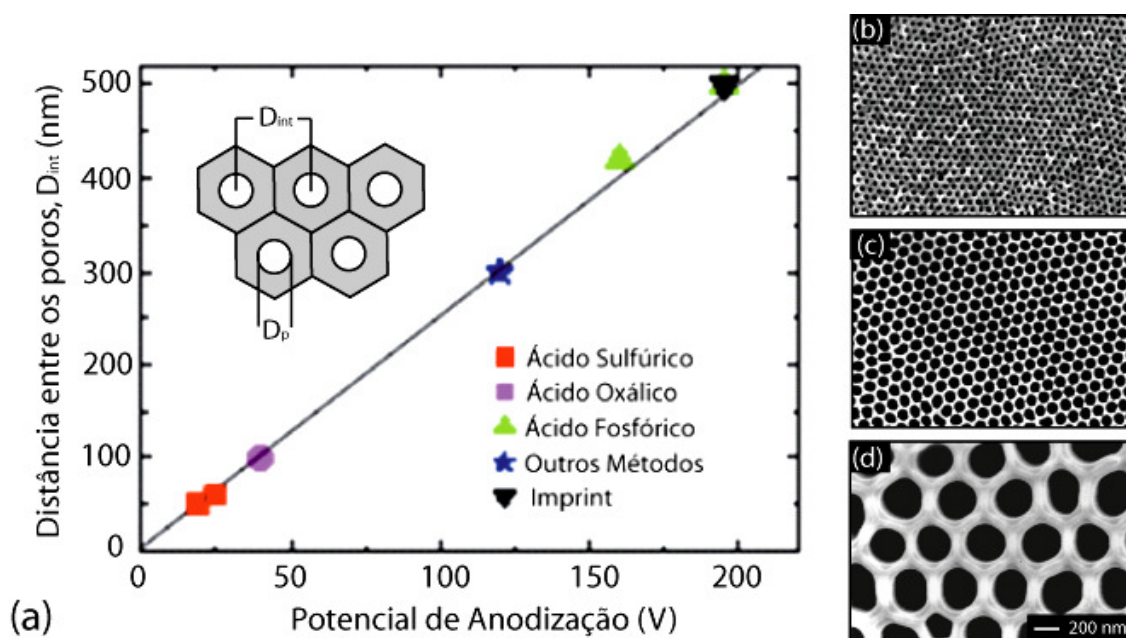 (a)
Distância entre os poros, Dint (nm)
500
400
300
200
100
0
Dint
Dp
Ácido Sulfúrico
Ácido Oxálico
Ácido Fosfórico
Outros Métodos
Imprint
0 50 100 150 200
Potencial de Anodização (V)
(b)
(c)
(d)
200 nm